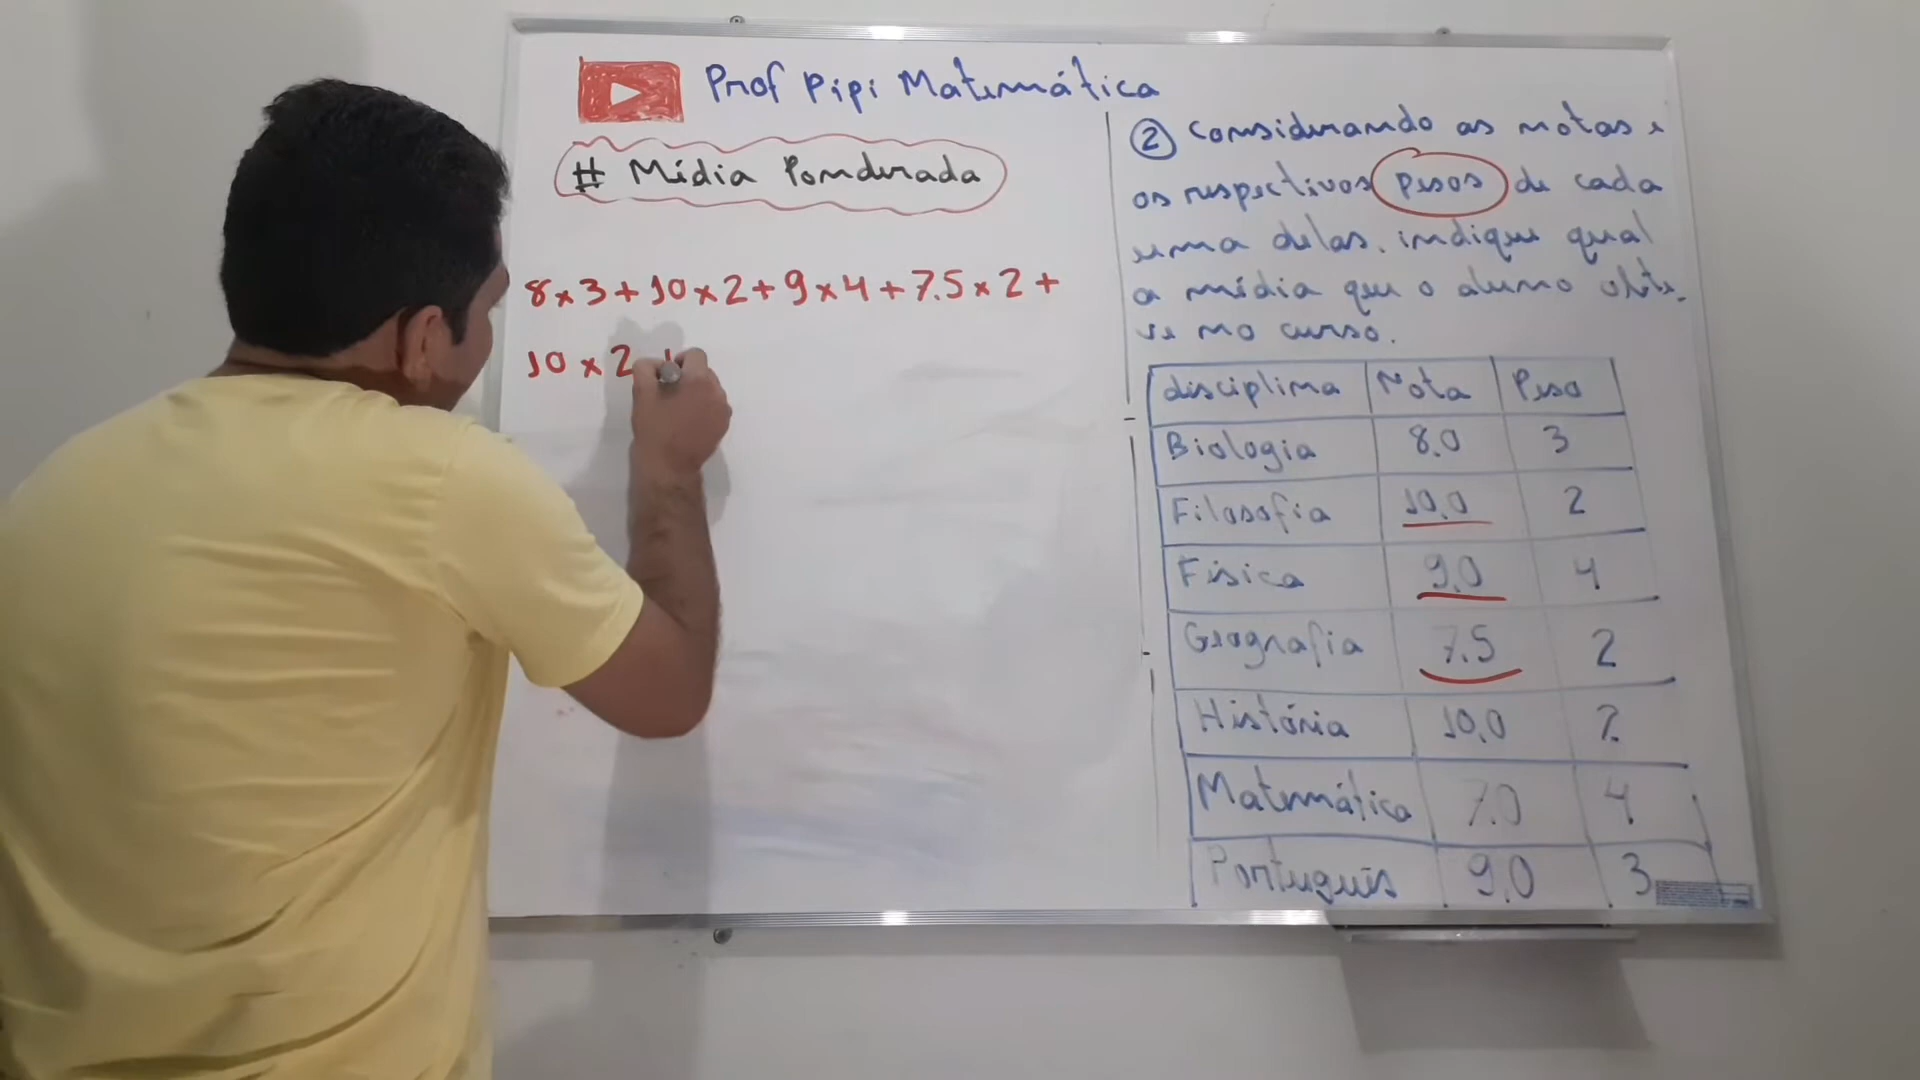 Prof Pipi Matemática
# Média Ponderada
8 x 3 + 10 x 2 + 9 x 4 + 7.5 x 2 +
10 x 2 +
② Considerando as notas e
os respectivos pesos de cada
uma delas. indique qual
a média que o aluno obte-
ve no curso.
disciplina Nota Peso
Biologia 8.0 3
Filosofia 10.0 2
Física 9.0 4
Geografia 7.5 2
História 10.0 2
Matemática 7.0 4
Português 9.0 3